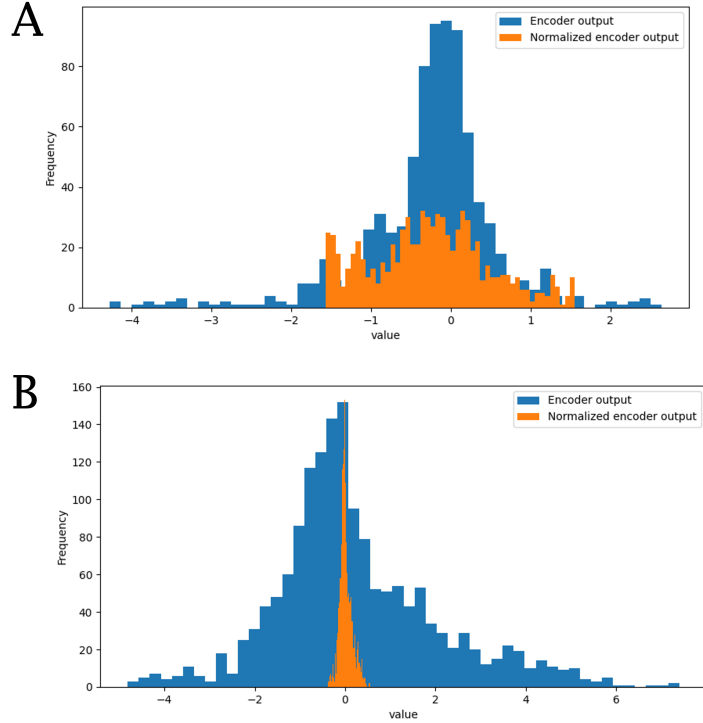 A
Encoder output
Normalized encoder output
80
60
40
20
0
Frequency
−4 −3 −2 −1 0 1 2
value
B
Encoder output
Normalized encoder output
160
140
120
100
80
60
40
20
0
Frequency
−4 −2 0 2 4 6
value